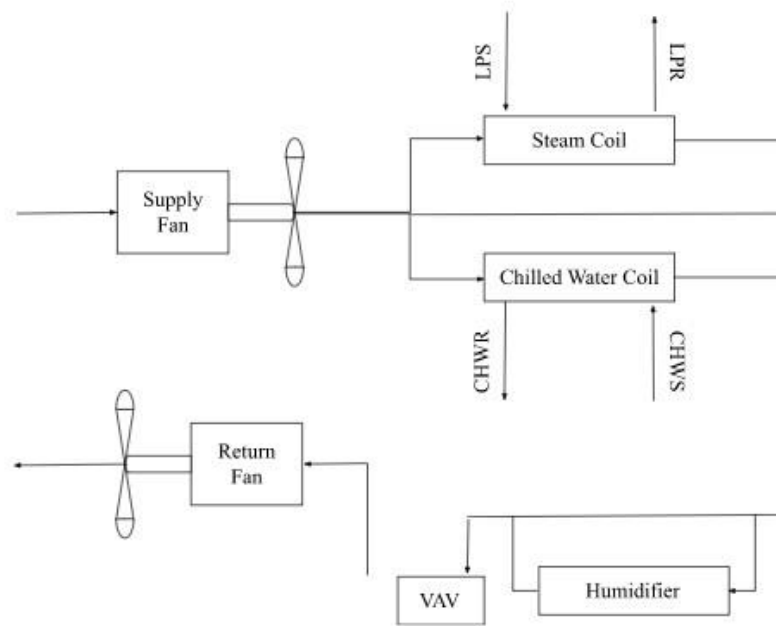 LPS
LPR
Steam Coil
Supply
Fan
Chilled Water Coil
CHWR
CHWS
Return
Fan
VAV
Humidifier